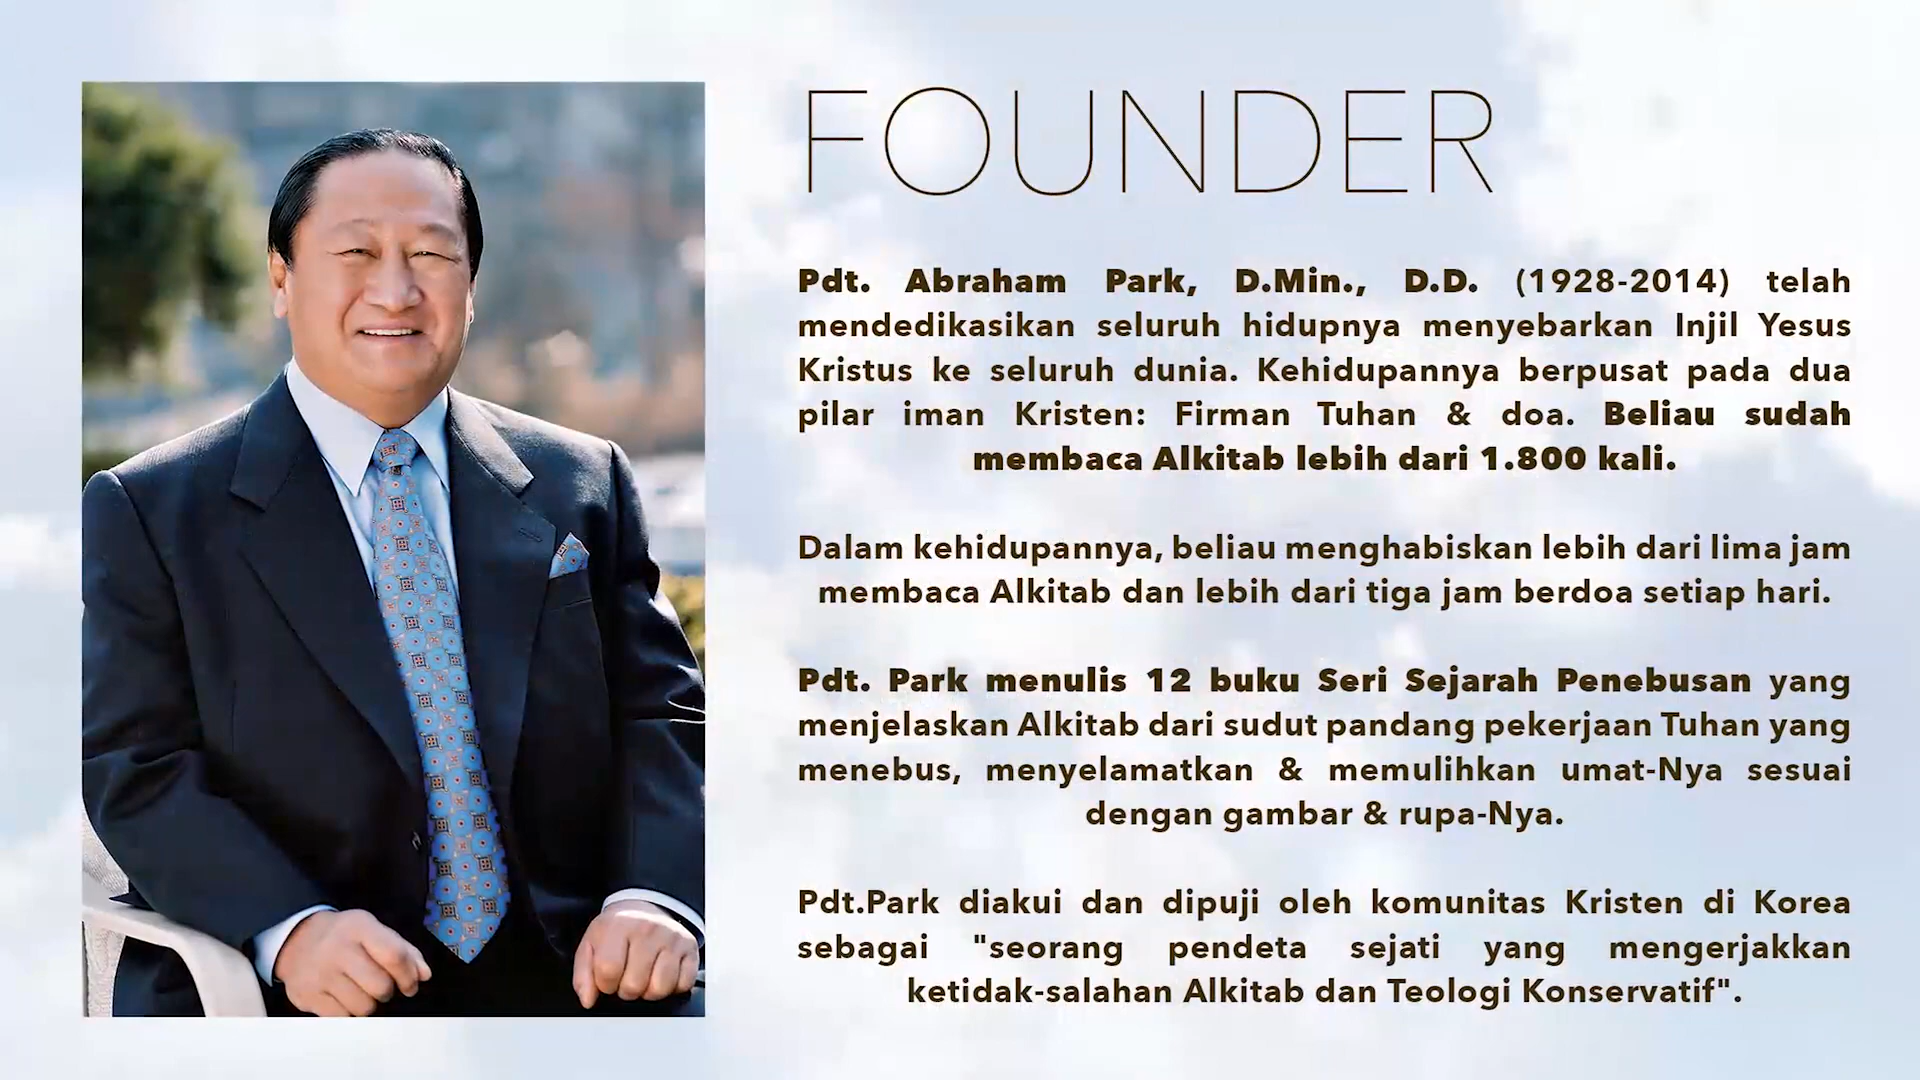 FOUNDER
Pdt. Abraham Park, D.Min., D.D. (1928-2014) telah
mendedikasikan seluruh hidupnya menyebarkan Injil Yesus
Kristus ke seluruh dunia. Kehidupannya berpusat pada dua
pilar iman Kristen: Firman Tuhan & doa. Beliau sudah
membaca Alkitab lebih dari 1.800 kali.
Dalam kehidupannya, beliau menghabiskan lebih dari lima jam
membaca Alkitab dan lebih dari tiga jam berdoa setiap hari.
Pdt. Park menulis 12 buku Seri Sejarah Penebusan yang
menjelaskan Alkitab dari sudut pandang pekerjaan Tuhan yang
menebus, menyelamatkan & memulihkan umat-Nya sesuai
dengan gambar & rupa-Nya.
Pdt.Park diakui dan dipuji oleh komunitas Kristen di Korea
sebagai "seorang pendeta sejati yang mengerjakkan
ketidak-salahan Alkitab dan Teologi Konservatif".